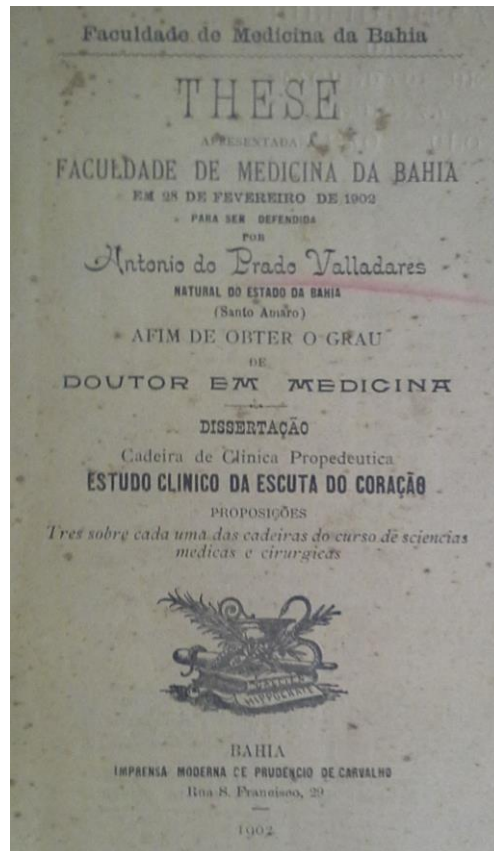 Faculdade de Medicina da Bahia
THESE
APRESENTADA Á
FACULDADE DE MEDICINA DA BAHIA
EM 28 DE FEVEREIRO DE 1902
PARA SER DEFENDIDA
POR
Antonio do Prado Valladares
NATURAL DO ESTADO DA BAHIA
(Santo Amaro)
AFIM DE OBTER O GRAU
DE
DOUTOR EM MEDICINA
DISSERTAÇÃO
Cadeira de Clinica Propedeutica
ESTUDO CLINICO DA ESCUTA DO CORAÇÃO
PROPOSIÇÕES
Tres sobre cada uma das cadeiras do curso de sciencias
medicas e cirurgicas
HIPPOCRATE
BAHIA
IMPRENSA MODERNA DE PRUDENCIO DE CARVALHO
Rua S. Francisco, 29
1902